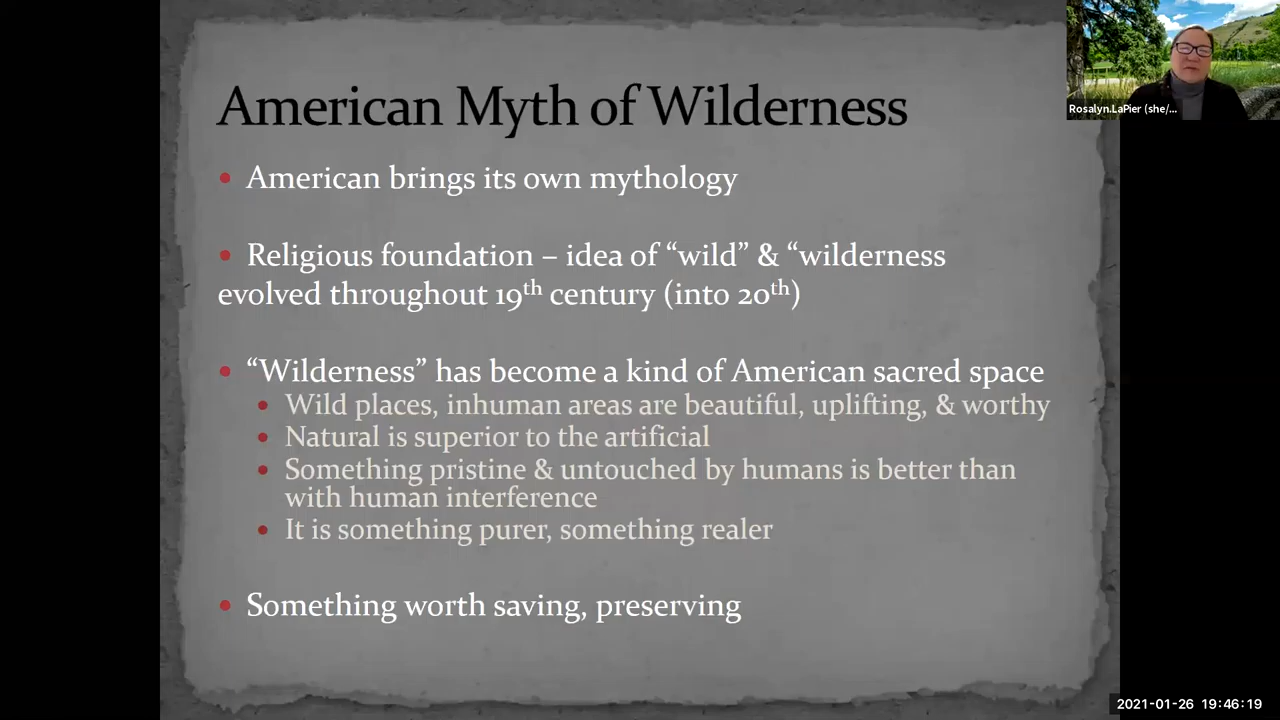 American Myth of Wilderness
• American brings its own mythology
• Religious foundation – idea of “wild” & “wilderness
evolved throughout 19th century (into 20th)
• “Wilderness” has become a kind of American sacred space
• Wild places, inhuman areas are beautiful, uplifting, & worthy
• Natural is superior to the artificial
• Something pristine & untouched by humans is better than
with human interference
• It is something purer, something realer
• Something worth saving, preserving
Rosalyn.LaPier (she/...
2021-01-26 19:46:19